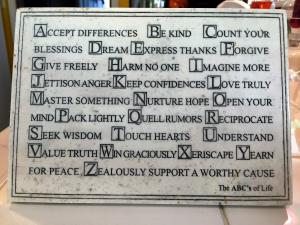 ACCEPT DIFFERENCES BE KIND COUNT YOUR
BLESSINGS DREAM EXPRESS THANKS FORGIVE
GIVE FREELY HARM NO ONE IMAGINE MORE
JETTISON ANGER KEEP CONFIDENCES LOVE TRULY
MASTER SOMETHING NURTURE HOPE OPEN YOUR
MIND PACK LIGHTLY QUELL RUMORS RECIPROCATE
SEEK WISDOM TOUCH HEARTS UNDERSTAND
VALUE TRUTH WIN GRACIOUSLY XERISCAPE YEARN
FOR PEACE, ZEALOUSLY SUPPORT A WORTHY CAUSE
The ABC's of Life